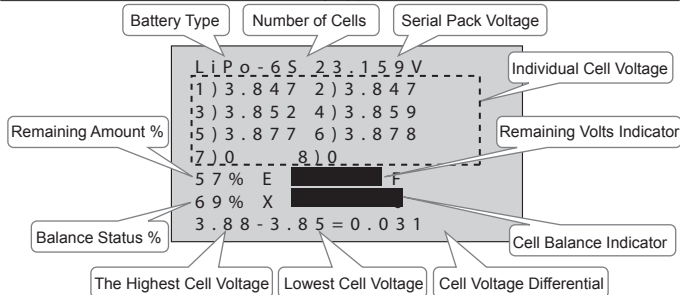 Battery Type
Number of Cells
Serial Pack Voltage
LiPo-6S 23.159V
Individual Cell Voltage
1)3.847 2)3.847
3)3.852 4)3.859
5)3.877 6)3.878
Remaining Amount %
Remaining Volts Indicator
7)0 8)0
57% E F
69% X
Balance Status %
3.88-3.85=0.031
Cell Balance Indicator
The Highest Cell Voltage
Lowest Cell Voltage
Cell Voltage Differential